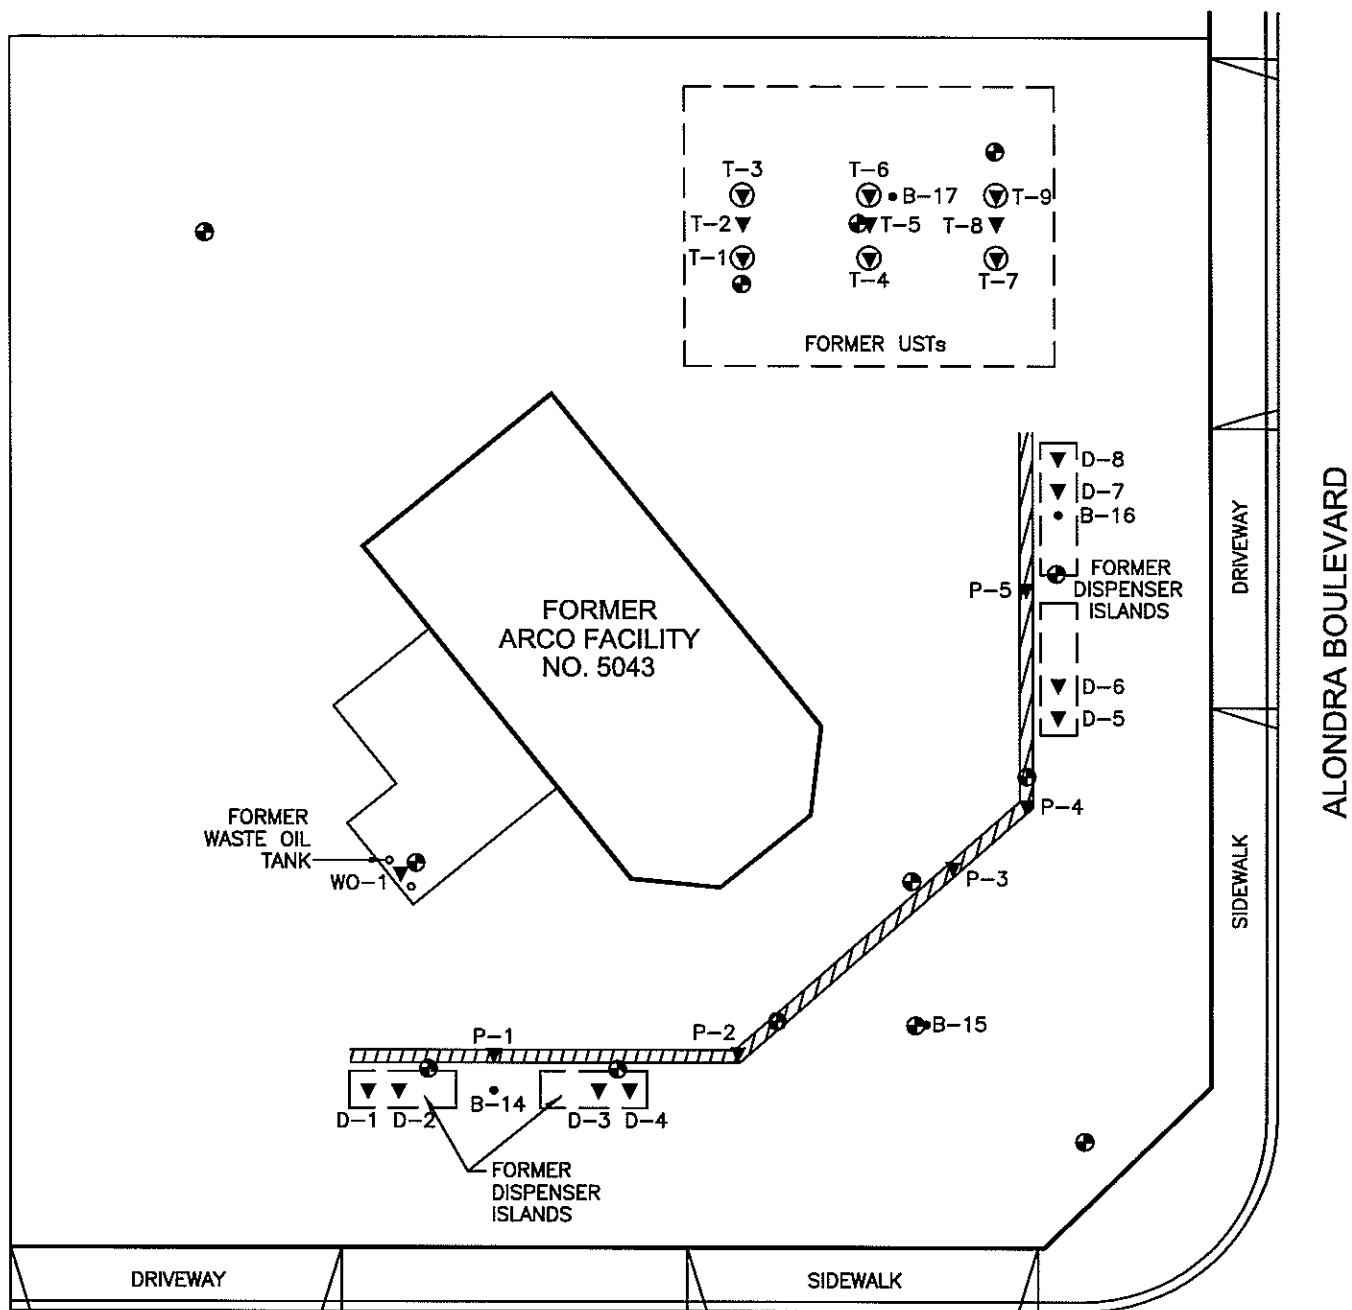 T-3
T-6
T-9
B-17
T-2
T-5
T-8
T-1
T-4
T-7
FORMER USTs
D-8
D-7
B-16
FORMER
DISPENSER
ISLANDS
P-5
D-6
D-5
P-4
P-3
FORMER
ARCO FACILITY
NO. 5043
FORMER
WASTE OIL
TANK
WO-1
B-15
P-1
P-2
D-1
D-2
B-14
D-3
D-4
FORMER
DISPENSER
ISLANDS
DRIVEWAY
SIDEWALK
DRIVEWAY
SIDEWALK
ALONDRA BOULEVARD